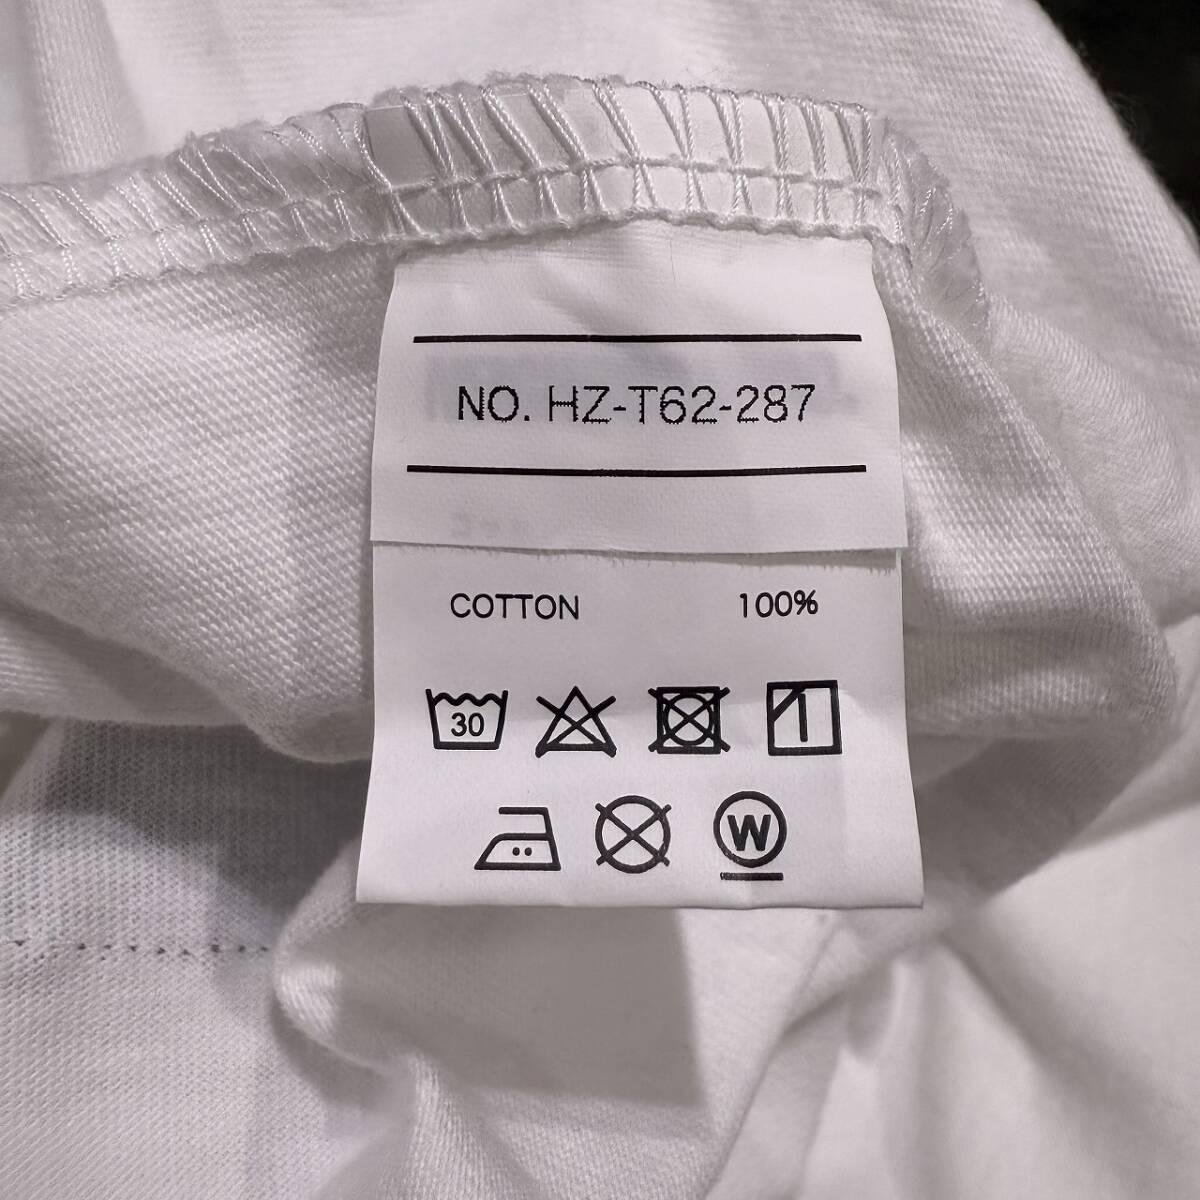 NO. HZ-T62-287
COTTON 100%
30
W